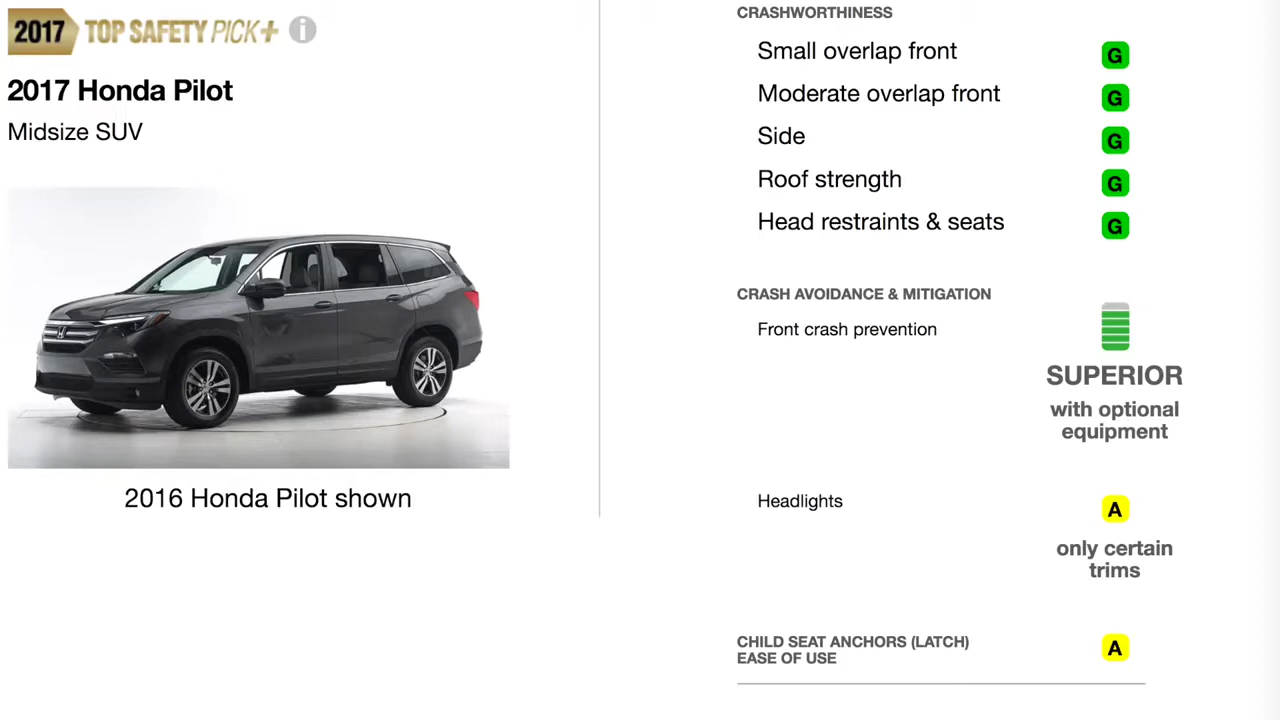 2017 TOP SAFETY PICK+ i
2017 Honda Pilot
Midsize SUV
2016 Honda Pilot shown
CRASHWORTHINESS
Small overlap front G
Moderate overlap front G
Side G
Roof strength G
Head restraints & seats G
CRASH AVOIDANCE & MITIGATION
Front crash prevention
SUPERIOR
with optional
equipment
Headlights A
only certain
trims
CHILD SEAT ANCHORS (LATCH)
EASE OF USE A